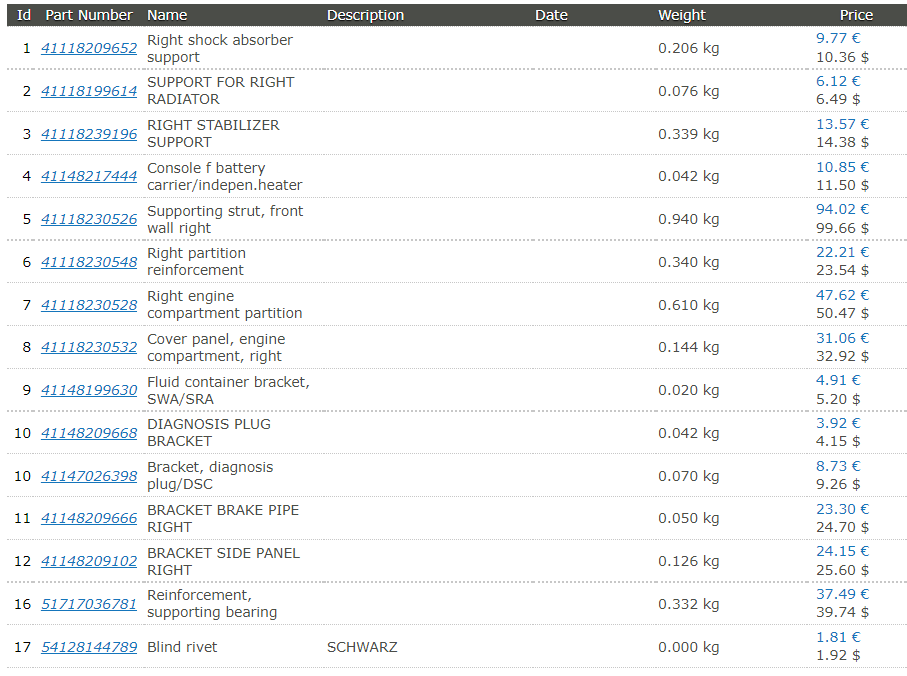 Id Part Number Name Description Date Weight Price
1 41118209652 Right shock absorber support 0.206 kg 9.77 € 10.36 $
2 41118199614 SUPPORT FOR RIGHT RADIATOR 0.076 kg 6.12 € 6.49 $
3 41118239196 RIGHT STABILIZER SUPPORT 0.339 kg 13.57 € 14.38 $
4 41148217444 Console f battery carrier/indepen.heater 0.042 kg 10.85 € 11.50 $
5 41118230526 Supporting strut, front wall right 0.940 kg 94.02 € 99.66 $
6 41118230548 Right partition reinforcement 0.340 kg 22.21 € 23.54 $
7 41118230528 Right engine compartment partition 0.610 kg 47.62 € 50.47 $
8 41118230532 Cover panel, engine compartment, right 0.144 kg 31.06 € 32.92 $
9 41148199630 Fluid container bracket, SWA/SRA 0.020 kg 4.91 € 5.20 $
10 41148209668 DIAGNOSIS PLUG BRACKET 0.042 kg 3.92 € 4.15 $
10 41147026398 Bracket, diagnosis plug/DSC 0.070 kg 8.73 € 9.26 $
11 41148209666 BRACKET BRAKE PIPE RIGHT 0.050 kg 23.30 € 24.70 $
12 41148209102 BRACKET SIDE PANEL RIGHT 0.126 kg 24.15 € 25.60 $
16 51717036781 Reinforcement, supporting bearing 0.332 kg 37.49 € 39.74 $
17 54128144789 Blind rivet SCHWARZ 0.000 kg 1.81 € 1.92 $